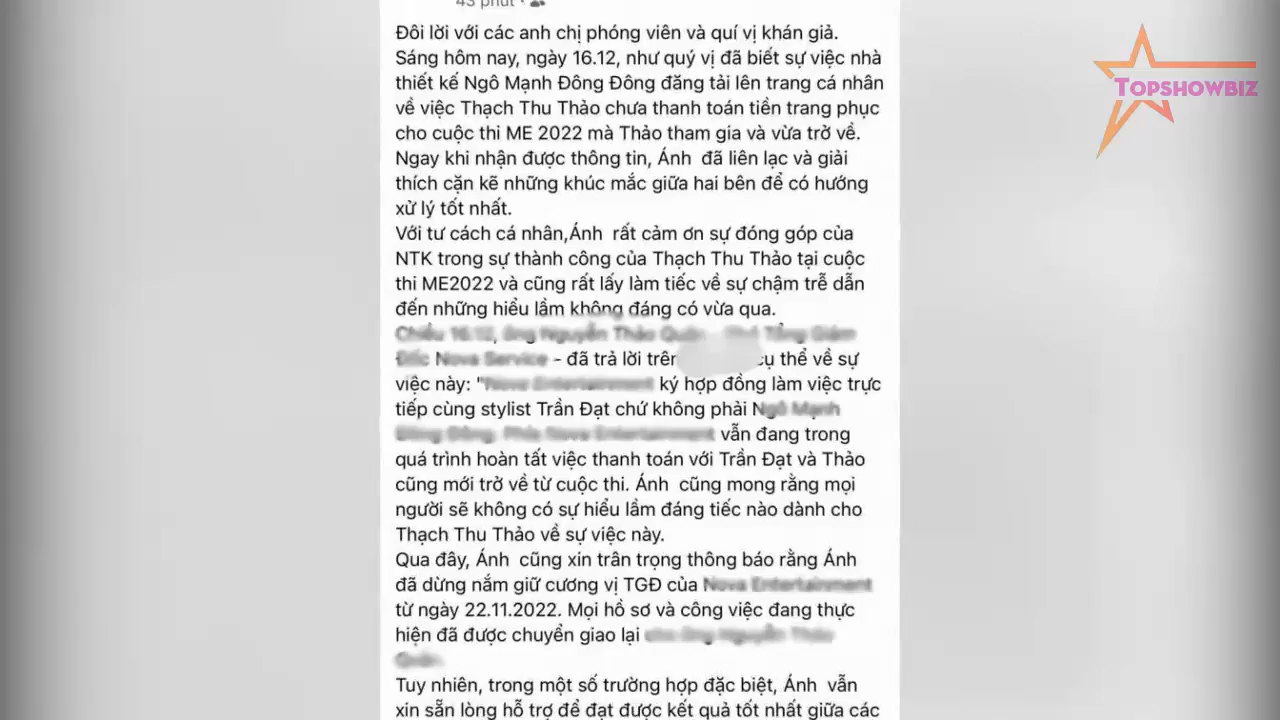 43 phút
Đôi lời với các anh chị phóng viên và quí vị khán giả.
Sáng hôm nay, ngày 16.12, như quý vị đã biết sự việc nhà
thiết kế Ngô Mạnh Đông Đông đăng tải lên trang cá nhân
về việc Thạch Thu Thảo chưa thanh toán tiền trang phục
cho cuộc thi ME 2022 mà Thảo tham gia và vừa trở về.
Ngay khi nhận được thông tin, Ánh đã liên lạc và giải
thích cặn kẽ những khúc mắc giữa hai bên để có hướng
xử lý tốt nhất.
Với tư cách cá nhân,Ánh rất cảm ơn sự đóng góp của
NTK trong sự thành công của Thạch Thu Thảo tại cuộc
thi ME2022 và cũng rất lấy làm tiếc về sự chậm trễ dẫn
đến những hiểu lầm không đáng có vừa qua.
- đã trả lời trên cụ thể về sự
việc này: " ký hợp đồng làm việc trực
tiếp cùng stylist Trần Đạt chứ không phải
vẫn đang trong
quá trình hoàn tất việc thanh toán với Trần Đạt và Thảo
cũng mới trở về từ cuộc thi. Ánh cũng mong rằng mọi
người sẽ không có sự hiểu lầm đáng tiếc nào dành cho
Thạch Thu Thảo về sự việc này.
Qua đây, Ánh cũng xin trân trọng thông báo rằng Ánh
đã dừng nắm giữ cương vị TGĐ của
từ ngày 22.11.2022. Mọi hồ sơ và công việc đang thực
hiện đã được chuyển giao lại
Tuy nhiên, trong một số trường hợp đặc biệt, Ánh vẫn
xin sẵn lòng hỗ trợ để đạt được kết quả tốt nhất giữa các
TOPSHOWBIZ